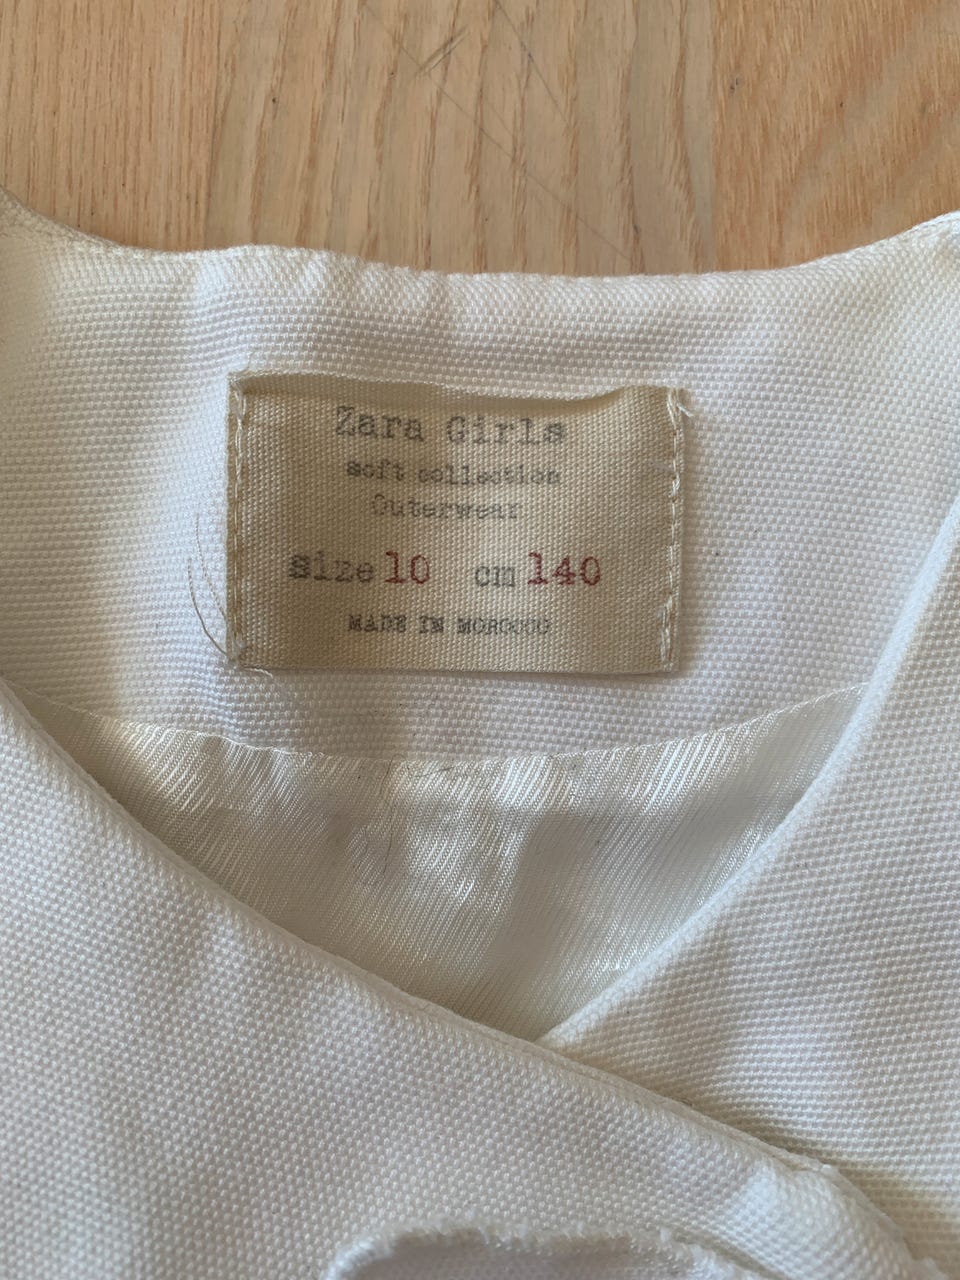 Zara Girls
soft collection
Outerwear
size 10 cm 140
MADE IN MOROCCO